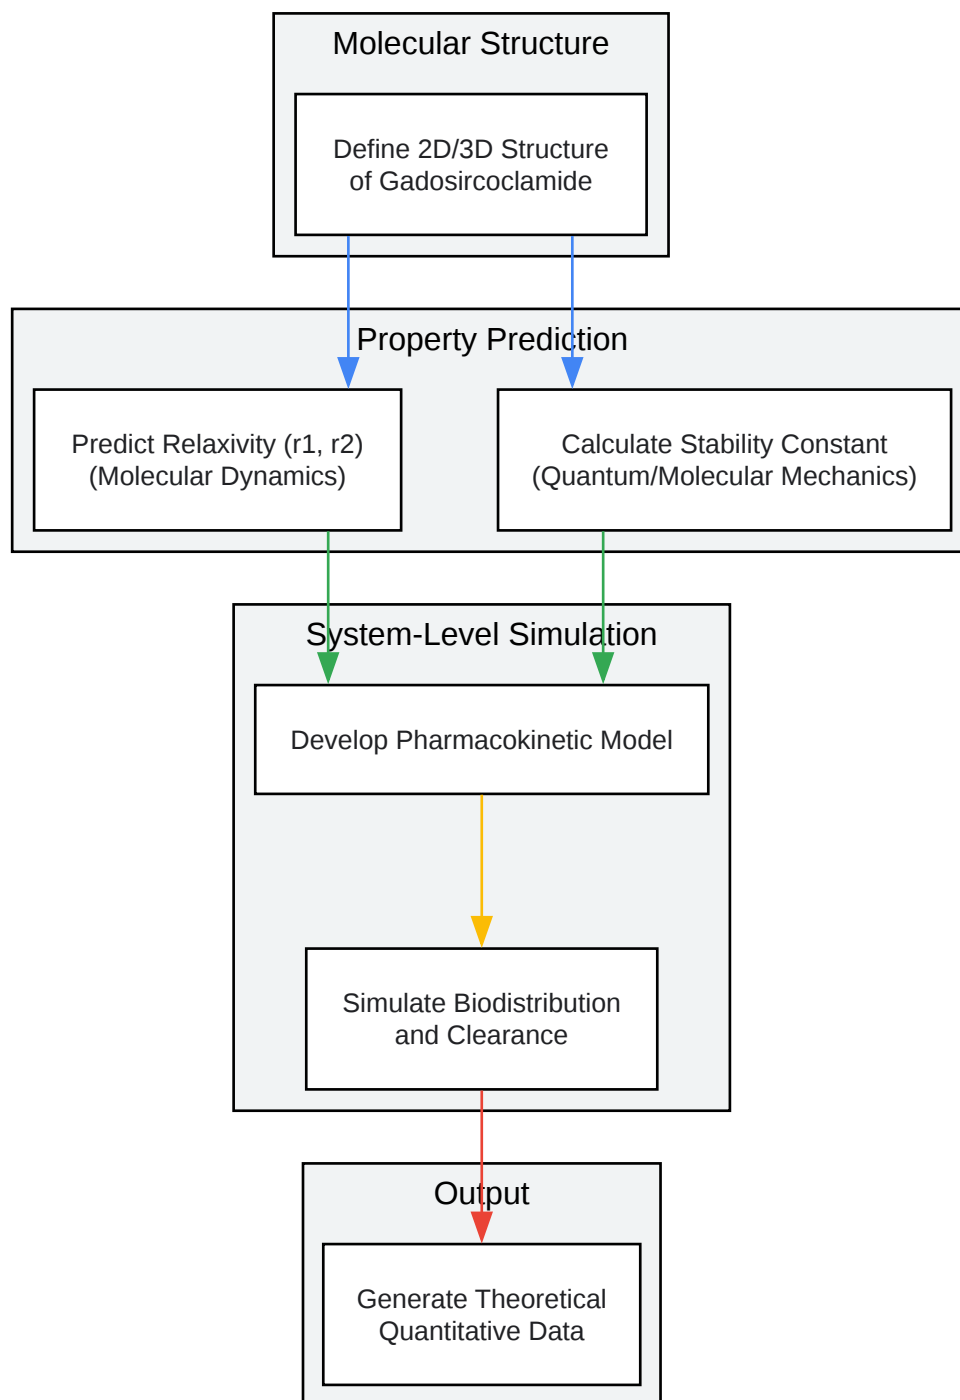 Molecular Structure
Define 2D/3D Structure
of Gadosircoclamide
Property Prediction
Predict Relaxivity (r1, r2)
(Molecular Dynamics)
Calculate Stability Constant
(Quantum/Molecular Mechanics)
System-Level Simulation
Develop Pharmacokinetic Model
Simulate Biodistribution
and Clearance
Output
Generate Theoretical
Quantitative Data